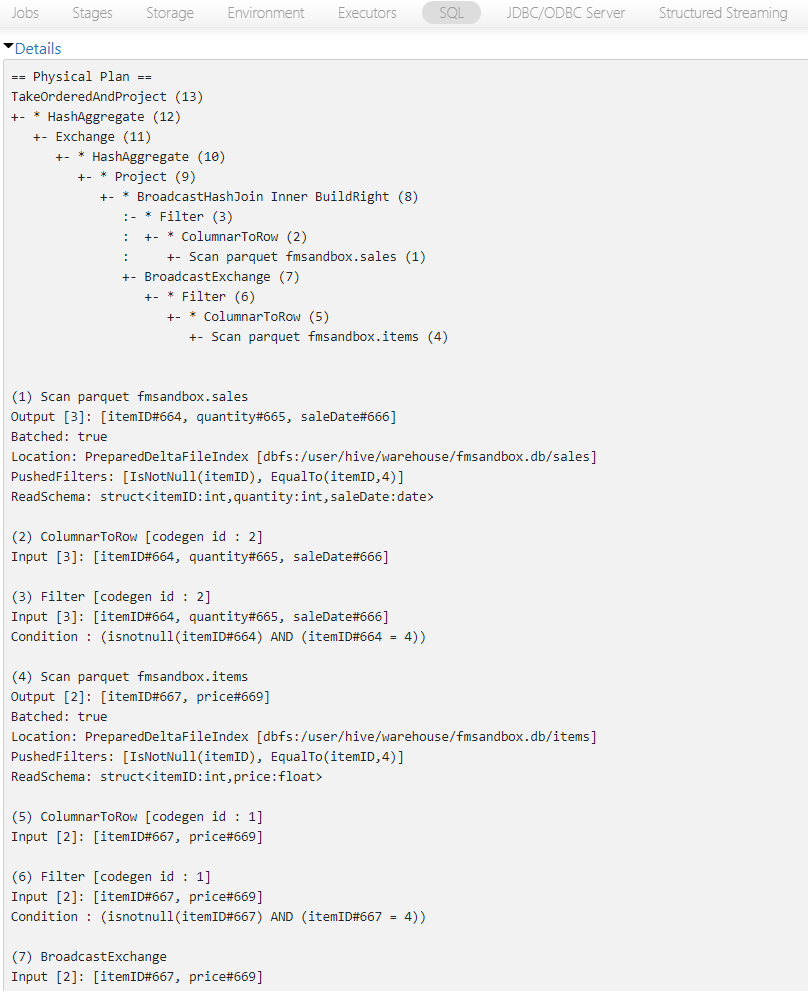 Jobs Stages Storage Environment Executors SQL JDBC/ODBC Server Structured Streaming
Details
== Physical Plan ==
TakeOrderedAndProject (13)
+- * HashAggregate (12)
   +- Exchange (11)
      +- * HashAggregate (10)
         +- * Project (9)
            +- * BroadcastHashJoin Inner BuildRight (8)
               :- * Filter (3)
               :  +- * ColumnarToRow (2)
               :     +- Scan parquet fmsandbox.sales (1)
               +- BroadcastExchange (7)
                  +- * Filter (6)
                     +- * ColumnarToRow (5)
                        +- Scan parquet fmsandbox.items (4)
(1) Scan parquet fmsandbox.sales
Output [3]: [itemID#664, quantity#665, saleDate#666]
Batched: true
Location: PreparedDeltaFileIndex [dbfs:/user/hive/warehouse/fmsandbox.db/sales]
PushedFilters: [IsNotNull(itemID), EqualTo(itemID,4)]
ReadSchema: struct<itemID:int,quantity:int,saleDate:date>
(2) ColumnarToRow [codegen id : 2]
Input [3]: [itemID#664, quantity#665, saleDate#666]
(3) Filter [codegen id : 2]
Input [3]: [itemID#664, quantity#665, saleDate#666]
Condition : (isnotnull(itemID#664) AND (itemID#664 = 4))
(4) Scan parquet fmsandbox.items
Output [2]: [itemID#667, price#669]
Batched: true
Location: PreparedDeltaFileIndex [dbfs:/user/hive/warehouse/fmsandbox.db/items]
PushedFilters: [IsNotNull(itemID), EqualTo(itemID,4)]
ReadSchema: struct<itemID:int,price:float>
(5) ColumnarToRow [codegen id : 1]
Input [2]: [itemID#667, price#669]
(6) Filter [codegen id : 1]
Input [2]: [itemID#667, price#669]
Condition : (isnotnull(itemID#667) AND (itemID#667 = 4))
(7) BroadcastExchange
Input [2]: [itemID#667, price#669]